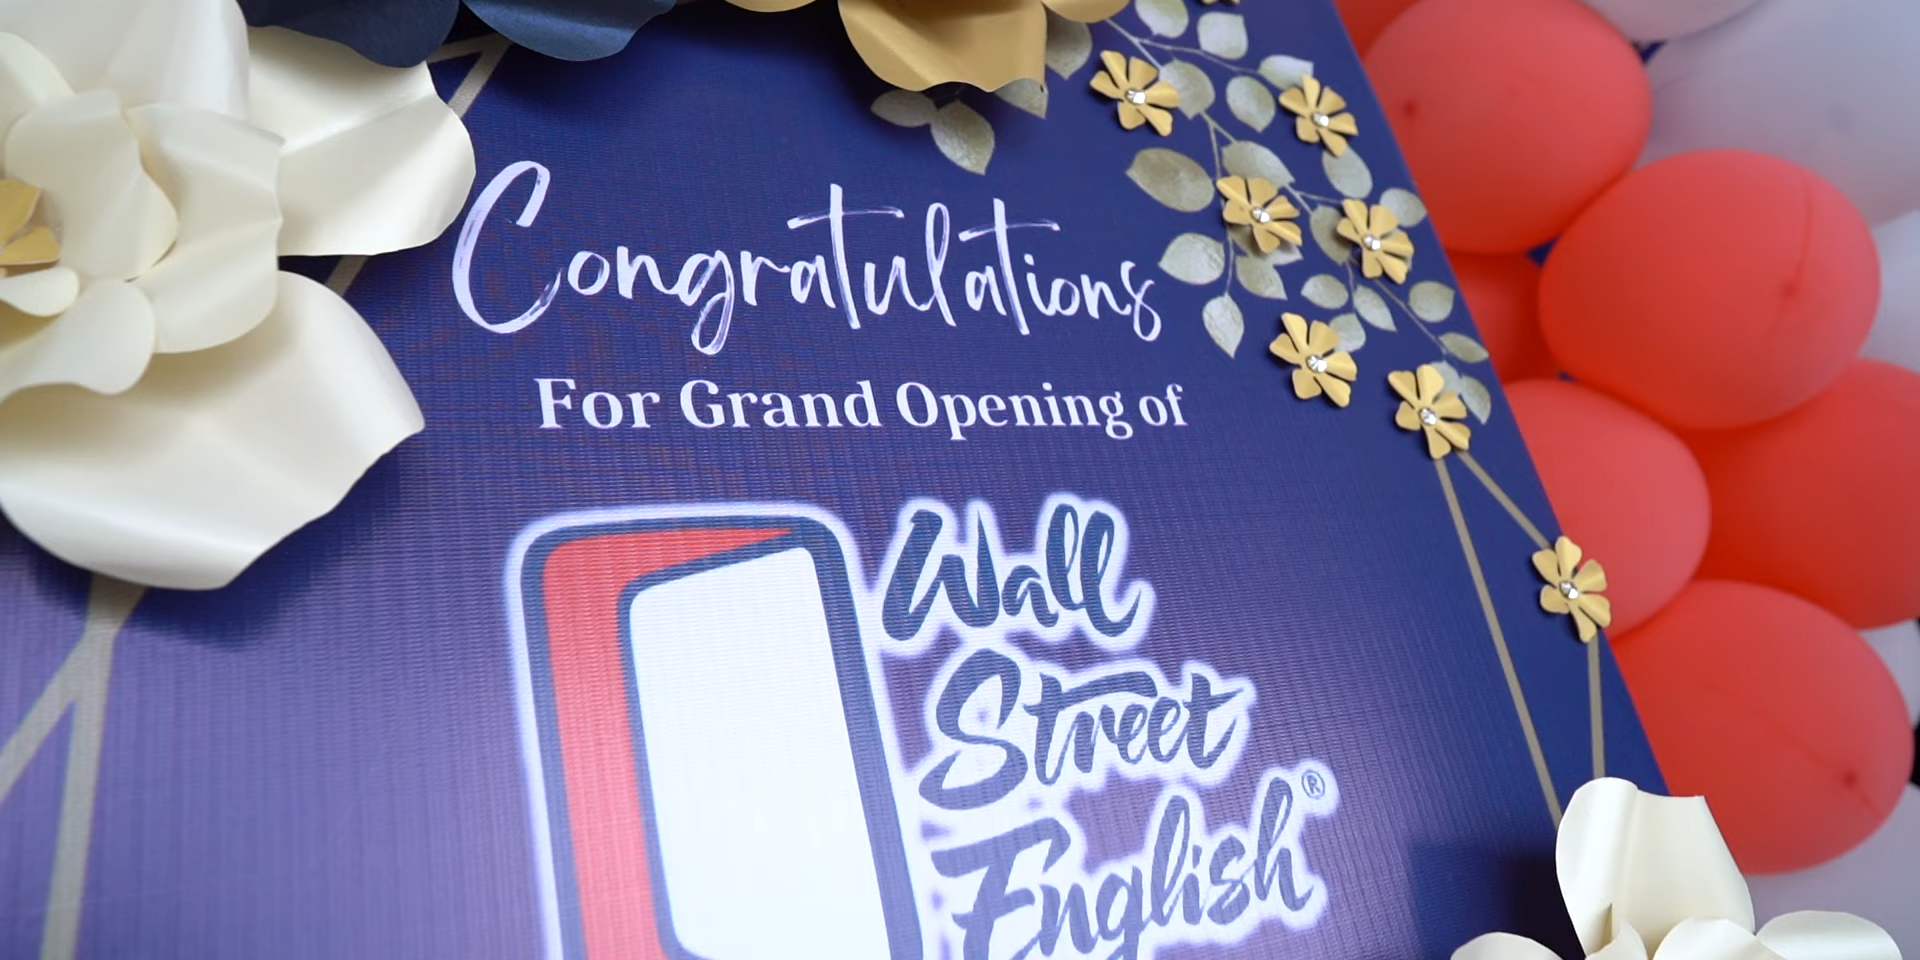 Congratulations
For Grand Opening of
Wall
Street
English®